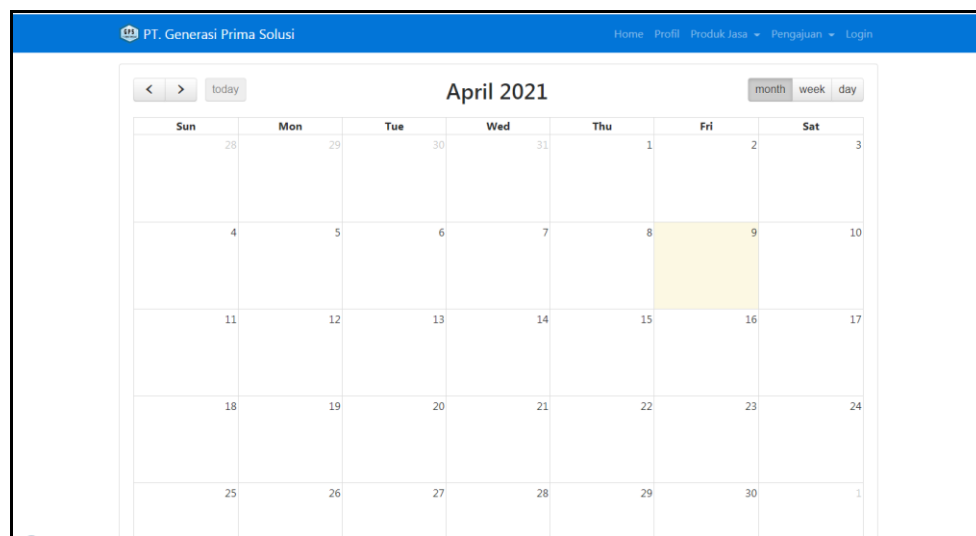 PT. Generasi Prima Solusi Home Profil Produk Jasa Pengajuan Login
today April 2021 month week day
Sun Mon Tue Wed Thu Fri Sat
28 29 30 31 1 2 3
4 5 6 7 8 9 10
11 12 13 14 15 16 17
18 19 20 21 22 23 24
25 26 27 28 29 30 1